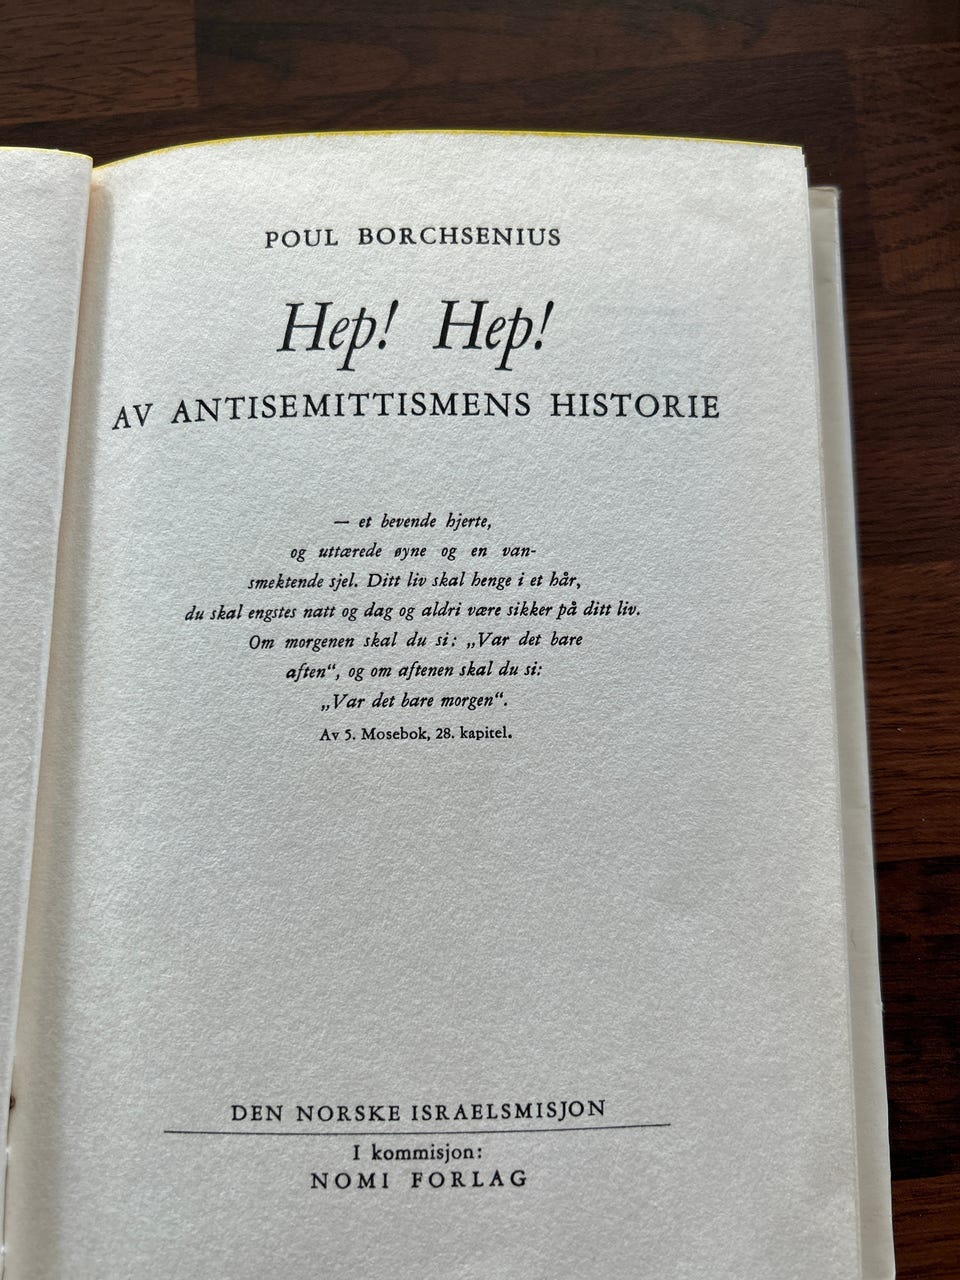 POUL BORCHSENIUS
Hep! Hep!
AV ANTISEMITTISMENS HISTORIE
— et bevende hjerte,
og uttærede øyne og en van-
smektende sjel. Ditt liv skal henge i et hår,
du skal engstes natt og dag og aldri være sikker på ditt liv.
Om morgenen skal du si: „Var det bare
aften“, og om aftenen skal du si:
„Var det bare morgen“.
Av 5. Mosebok, 28. kapitel.
DEN NORSKE ISRAELSMISJON
I kommisjon:
NOMI FORLAG